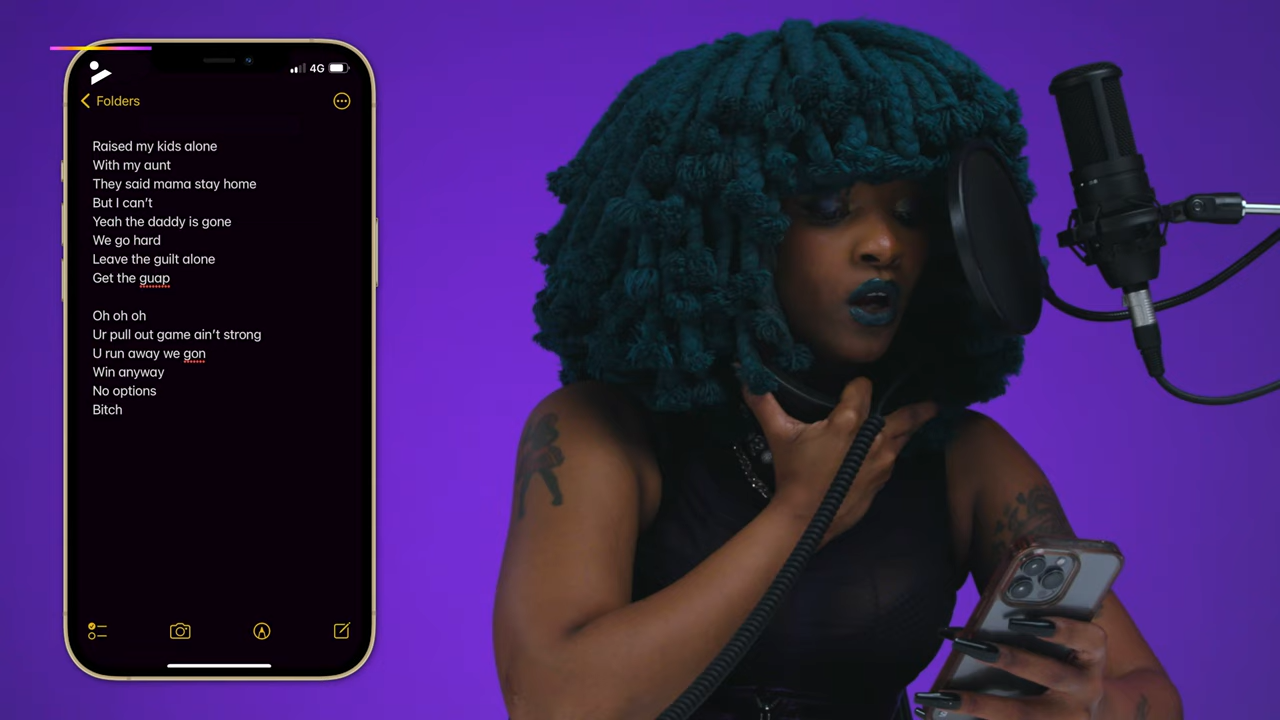 4G
Folders
Raised my kids alone
With my aunt
They said mama stay home
But I can't
Yeah the daddy is gone
We go hard
Leave the guilt alone
Get the guap
Oh oh oh
Ur pull out game ain't strong
U run away we gon
Win anyway
No options
Bitch